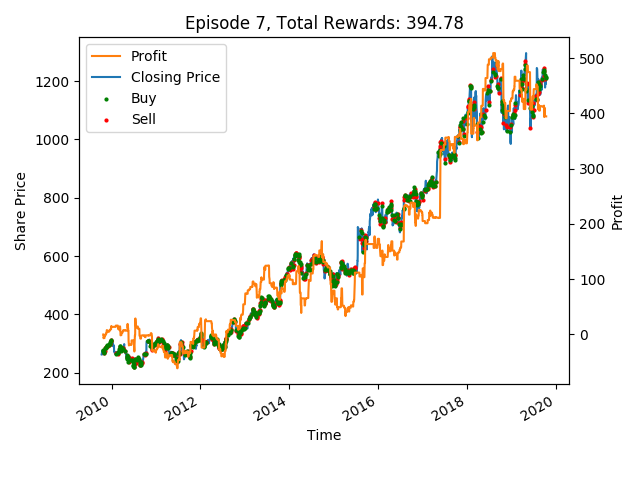 Episode 7, Total Rewards: 394.78
Profit
Closing Price
Buy
Sell
1200
1000
800
600
400
200
Share Price
500
400
300
200
100
0
Profit
2010
2012
2014
2016
2018
2020
Time